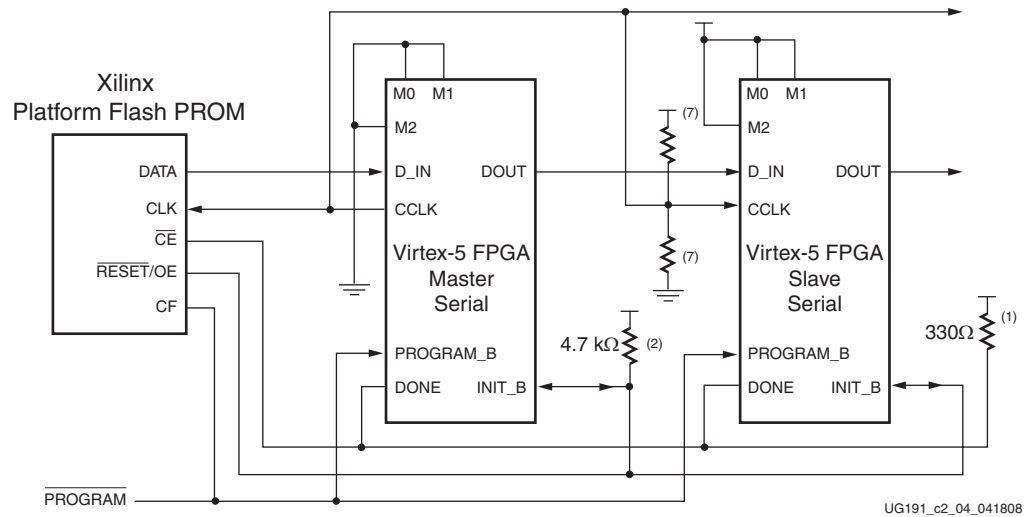 Xilinx
Platform Flash PROM
DATA
CLK
CE
RESET/OE
CF
M0 M1
M2
D_IN DOUT
CCLK
Virtex-5 FPGA
Master
Serial
PROGRAM_B
DONE INIT_B
(7)
(7)
4.7 kΩ (2)
M0 M1
M2
D_IN DOUT
CCLK
Virtex-5 FPGA
Slave
Serial
PROGRAM_B
DONE INIT_B
330Ω (1)
PROGRAM
UG191_c2_04_041808